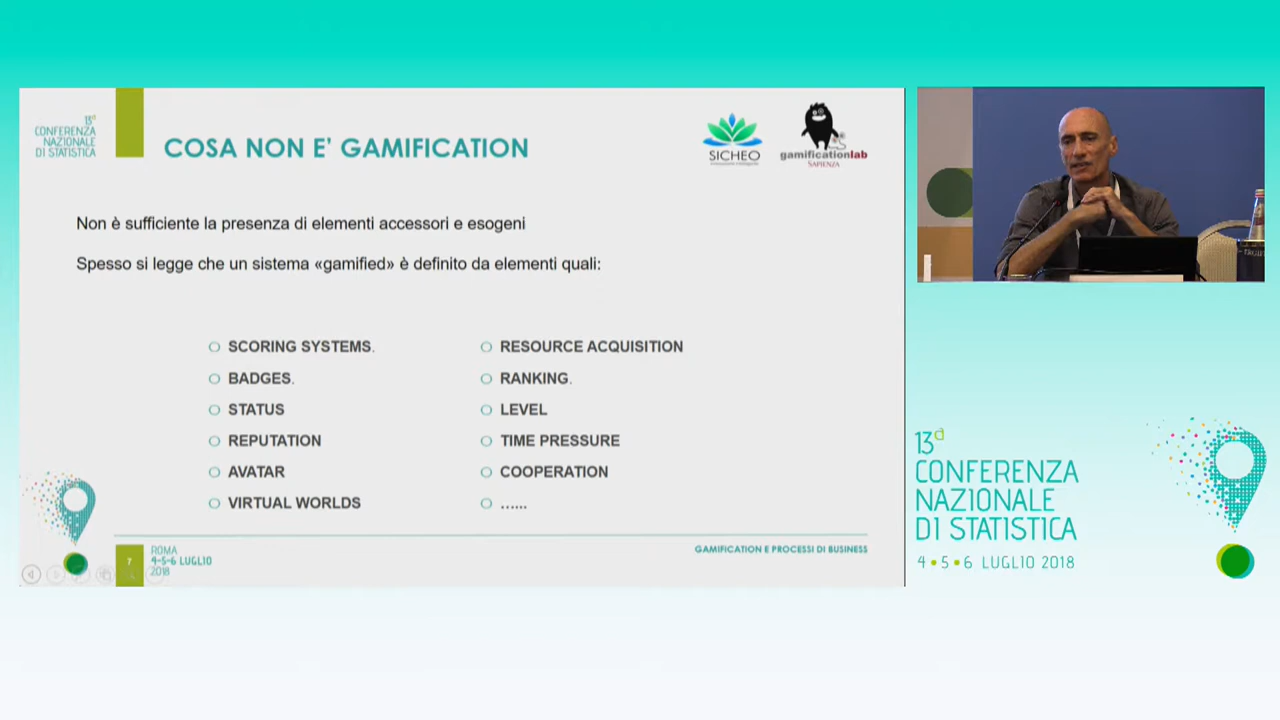 13ª
CONFERENZA
NAZIONALE
DI STATISTICA
COSA NON E' GAMIFICATION
SICHEO
gamificationlab
SAPIENZA
Non è sufficiente la presenza di elementi accessori e esogeni
Spesso si legge che un sistema «gamified» è definito da elementi quali:
SCORING SYSTEMS.
BADGES.
STATUS
REPUTATION
AVATAR
VIRTUAL WORLDS
RESOURCE ACQUISITION
RANKING.
LEVEL
TIME PRESSURE
COOPERATION
......
7
ROMA
4-5-6 LUGLIO
2018
GAMIFICATION E PROCESSI DI BUSINESS
13ª
CONFERENZA
NAZIONALE
DI STATISTICA
4 • 5 • 6 LUGLIO 2018